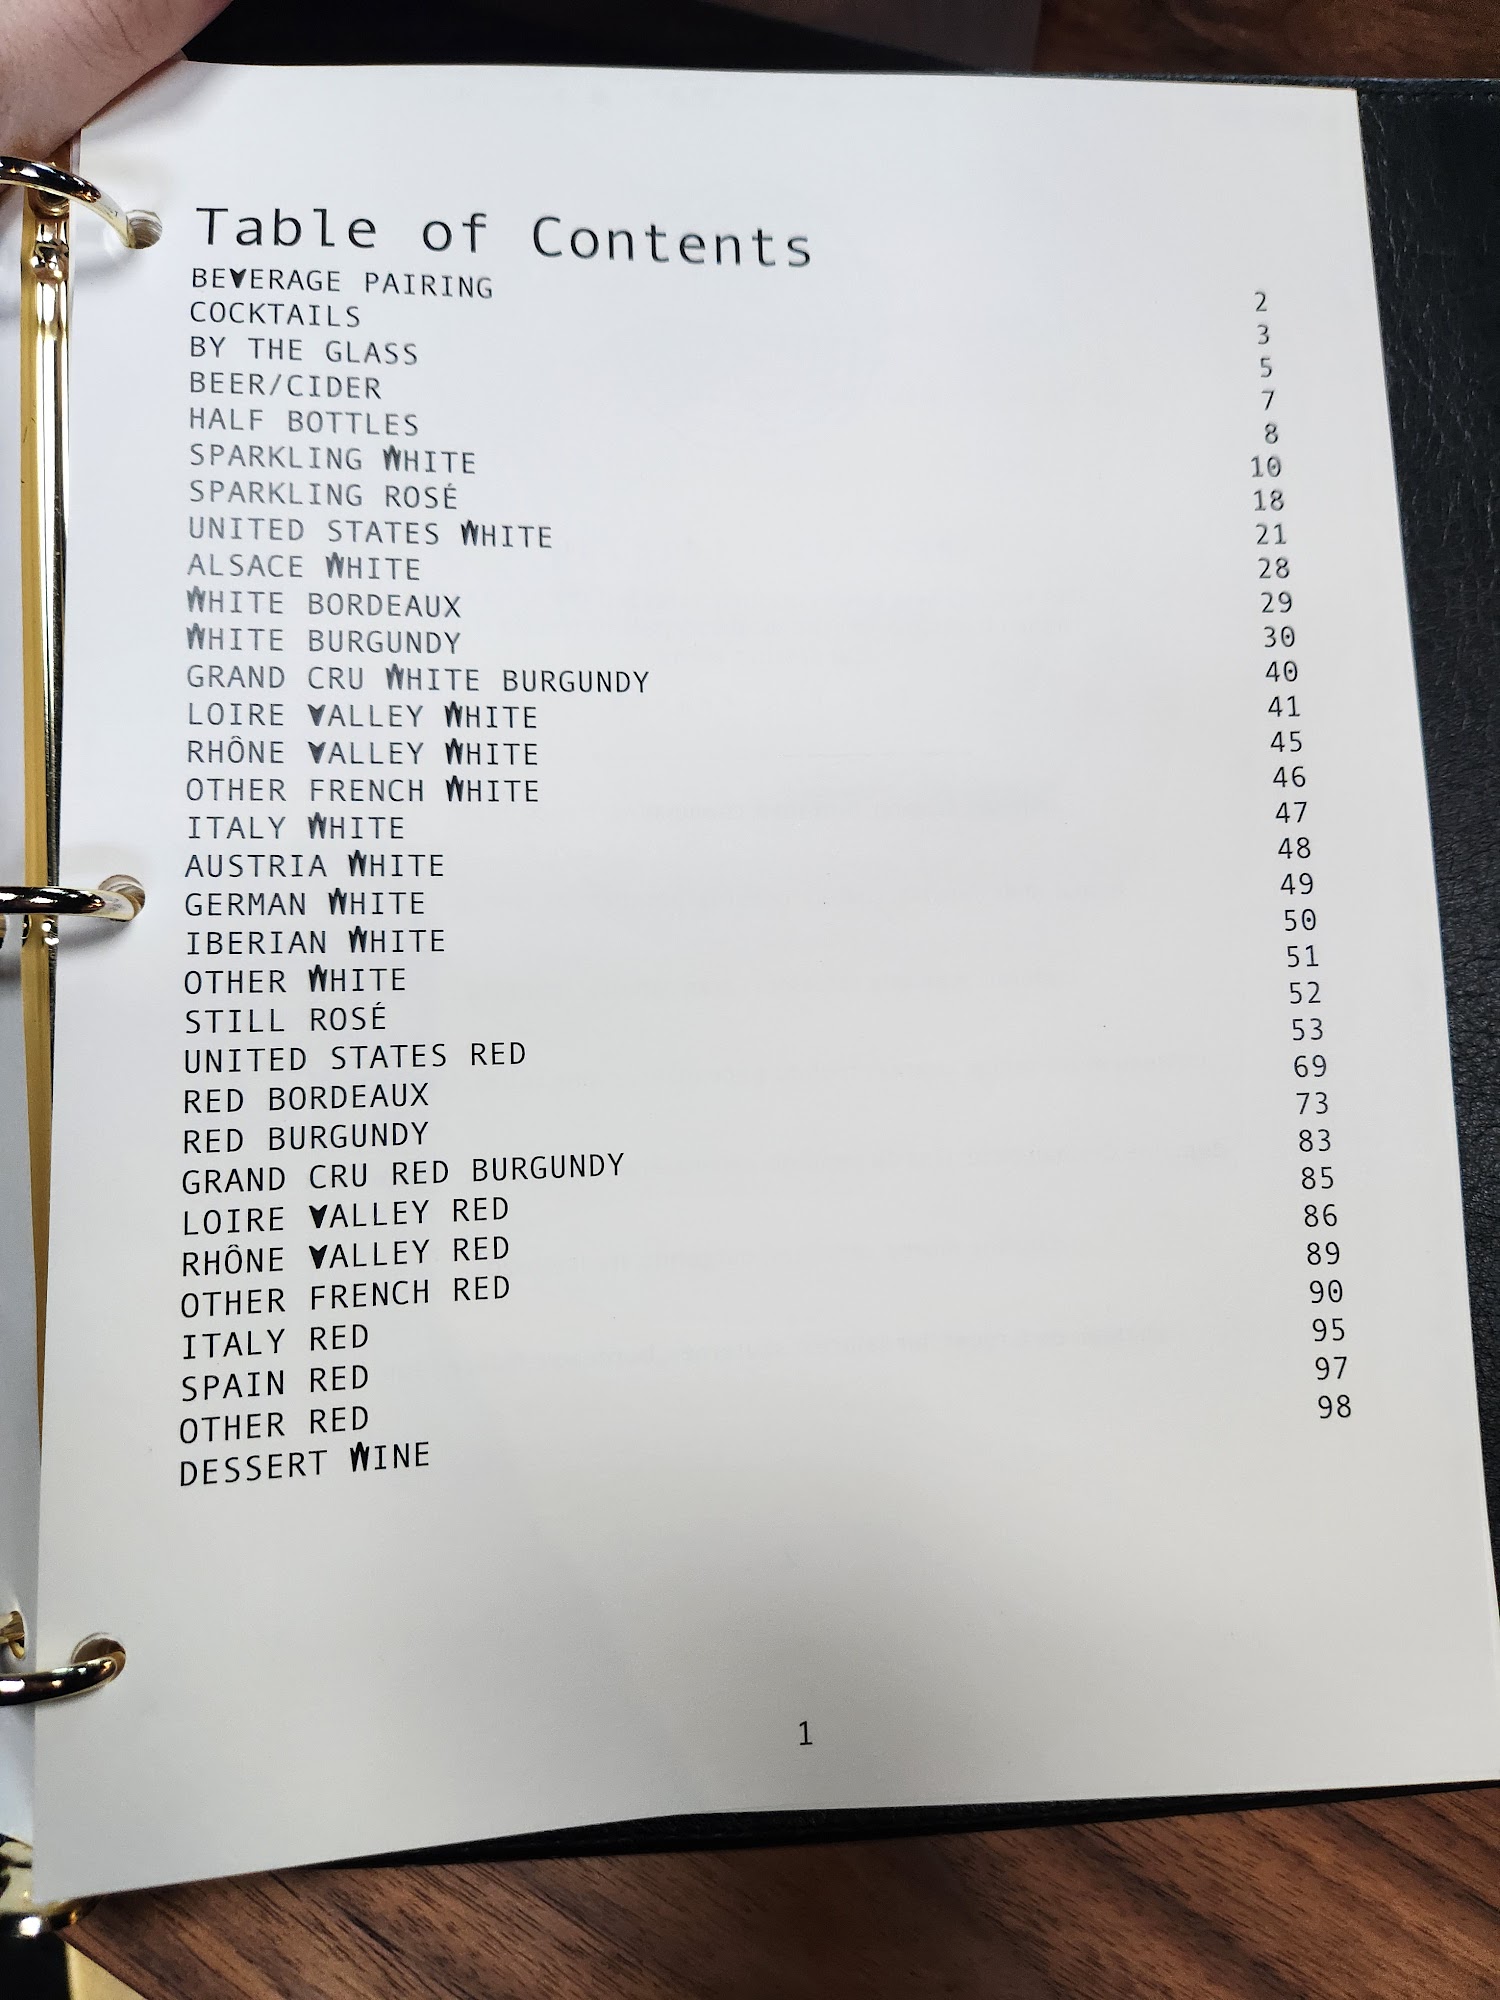 Table of Contents
BEVERAGE PAIRING 2
COCKTAILS 3
BY THE GLASS 5
BEER/CIDER 7
HALF BOTTLES 8
SPARKLING WHITE 10
SPARKLING ROSÉ 18
UNITED STATES WHITE 21
ALSACE WHITE 28
WHITE BORDEAUX 29
WHITE BURGUNDY 30
GRAND CRU WHITE BURGUNDY 40
LOIRE VALLEY WHITE 41
RHÔNE VALLEY WHITE 45
OTHER FRENCH WHITE 46
ITALY WHITE 47
AUSTRIA WHITE 48
GERMAN WHITE 49
IBERIAN WHITE 50
OTHER WHITE 51
STILL ROSÉ 52
UNITED STATES RED 53
RED BORDEAUX 69
RED BURGUNDY 73
GRAND CRU RED BURGUNDY 83
LOIRE VALLEY RED 85
RHÔNE VALLEY RED 86
OTHER FRENCH RED 89
ITALY RED 90
SPAIN RED 95
OTHER RED 97
DESSERT WINE 98
1